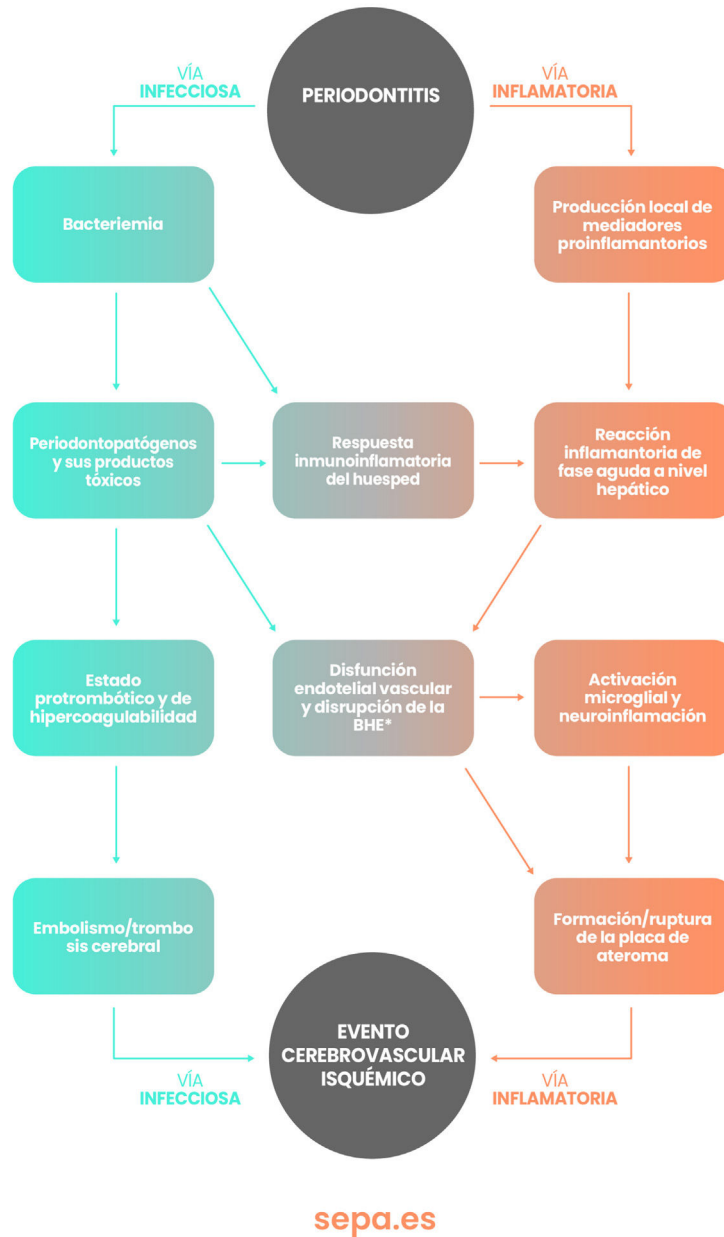 VÍA
INFECCIOSA
PERIODONTITIS
VÍA
INFLAMATORIA
Bacteriemia
Producción local de
mediadores
proinflamantorios
Periodontopatógenos
y sus productos
tóxicos
Respuesta
inmunoinflamatoria
del huesped
Reacción
inflamantoria de
fase aguda a nivel
hepático
Estado
protrombótico y de
hipercoagulabilidad
Disfunción
endotelial vascular
y disrupción de la
BHE*
Activación
microglial y
neuroinflamación
Embolismo/trombo
sis cerebral
Formación/ruptura
de la placa de
ateroma
EVENTO
CEREBROVASCULAR
ISQUÉMICO
VÍA
INFECCIOSA
VÍA
INFLAMATORIA
sepa.es